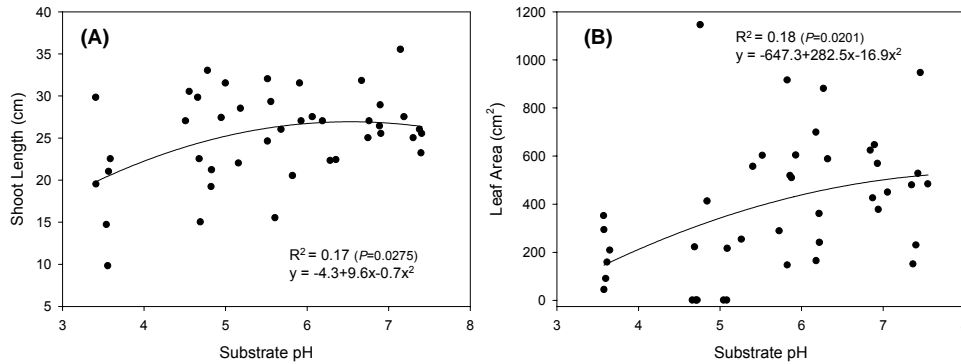 (A)
Shoot Length (cm)
40
35
30
25
20
15
10
5
R² = 0.17 (P=0.0275)
y = -4.3+9.6x-0.7x²
3 4 5 6 7 8
Substrate pH
(B)
Leaf Area (cm²)
1200
1000
800
600
400
200
0
R² = 0.18 (P=0.0201)
y = -647.3+282.5x-16.9x²
3 4 5 6 7 8
Substrate pH